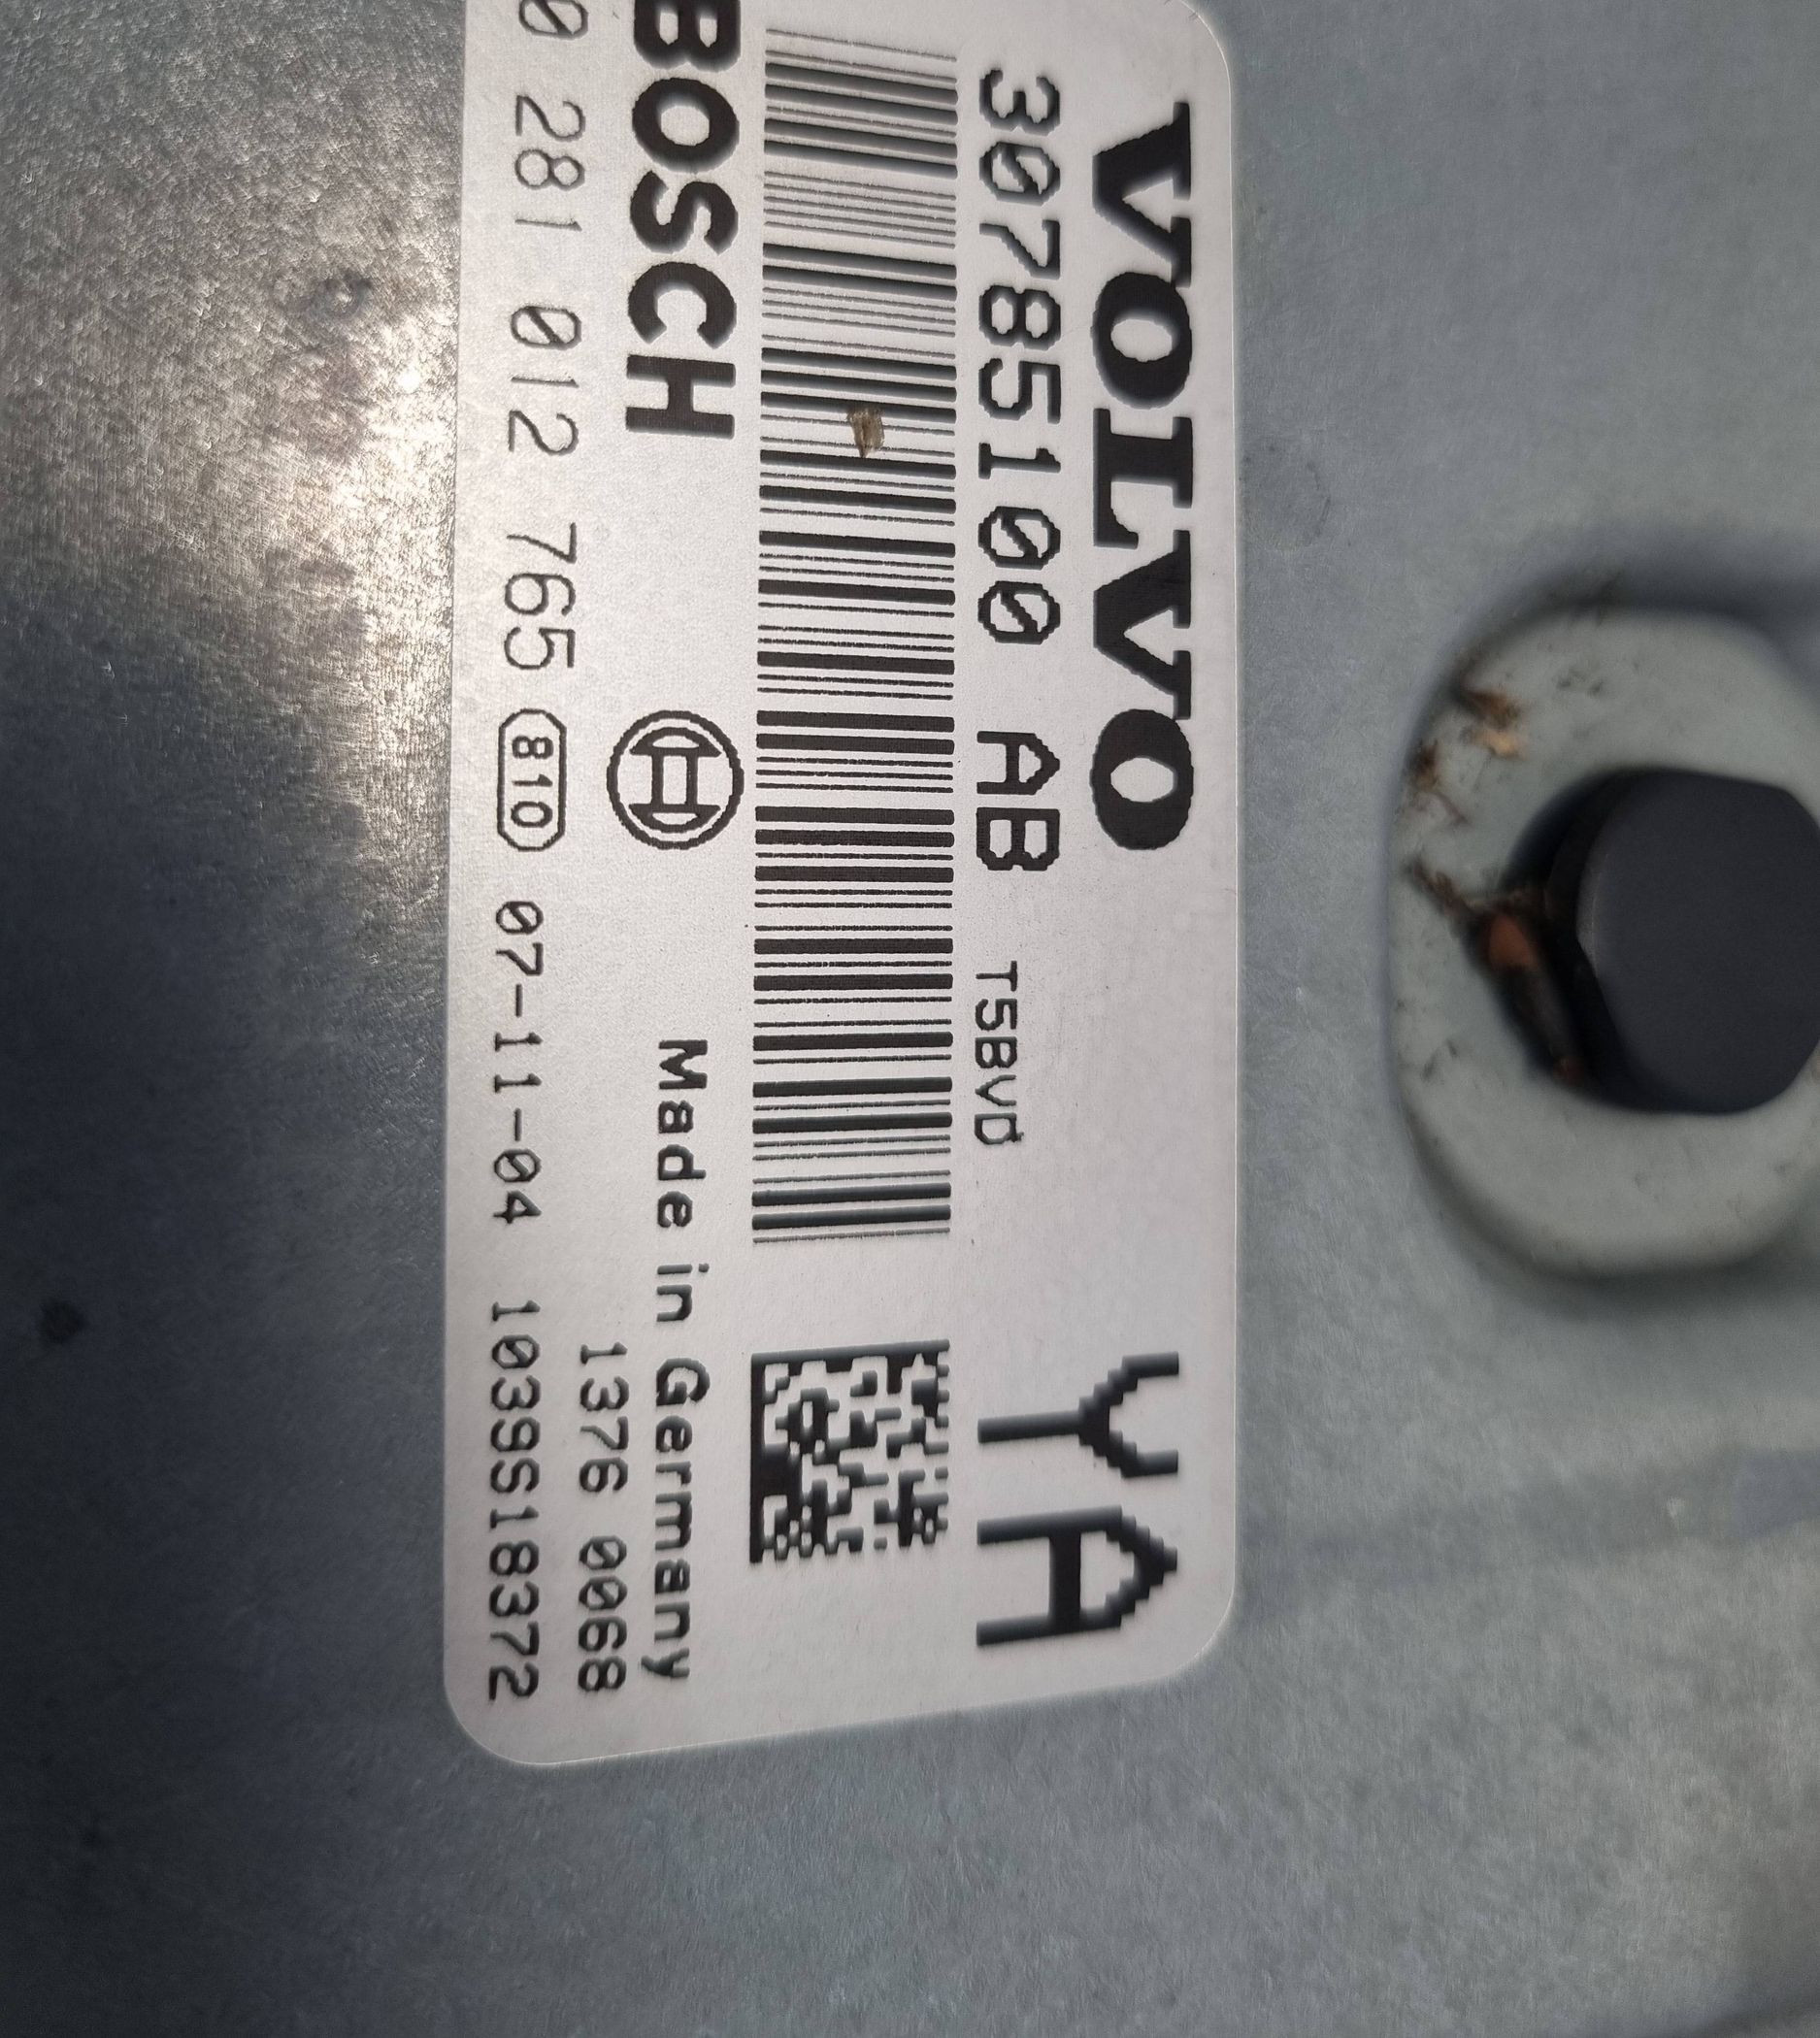 VOLVO
YA
30785100 AB T5BVD
BOSCH
Made in Germany
1376 0068
0 281 012 765 810 07-11-04 1039S18372